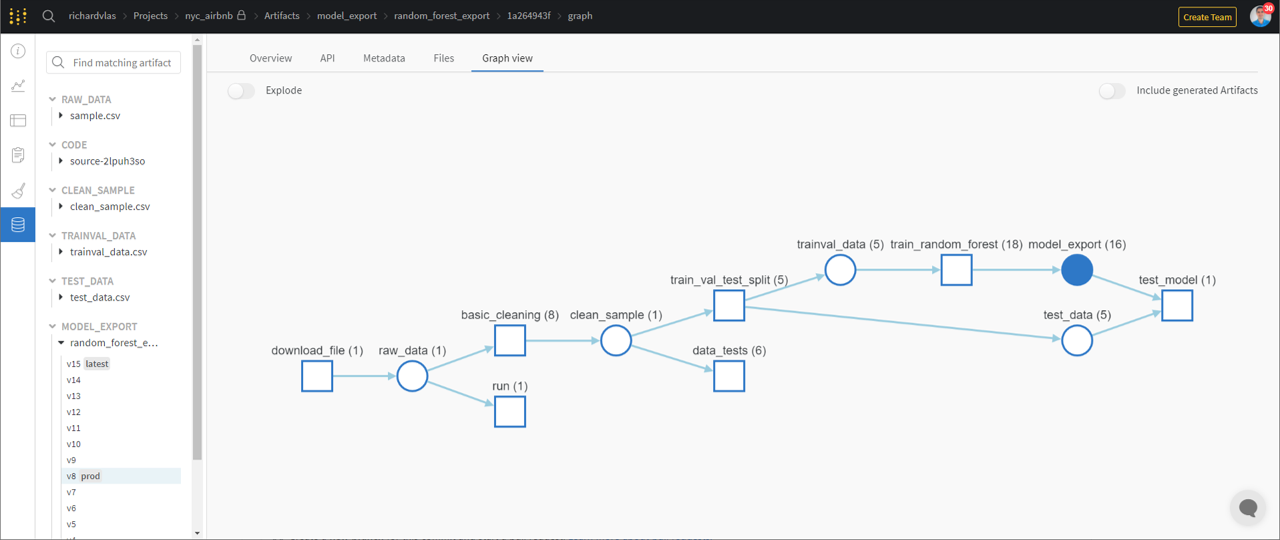 richardvlas > Projects > nyc_airbnb > Artifacts > model_export > random_forest_export > 1a264943f > graph
Create Team
30
Overview API Metadata Files Graph view
Find matching artifact
Explode
Include generated Artifacts
RAW_DATA
sample.csv
CODE
source-2lpuh3so
CLEAN_SAMPLE
clean_sample.csv
TRAINVAL_DATA
trainval_data.csv
TEST_DATA
test_data.csv
MODEL_EXPORT
random_forest_e...
v15 latest
v14
v13
v12
v11
v10
v9
v8 prod
v7
v6
v5
trainval_data (5) train_random_forest (18) model_export (16)
train_val_test_split (5) test_model (1)
basic_cleaning (8) clean_sample (1) test_data (5)
download_file (1) raw_data (1) data_tests (6)
run (1)